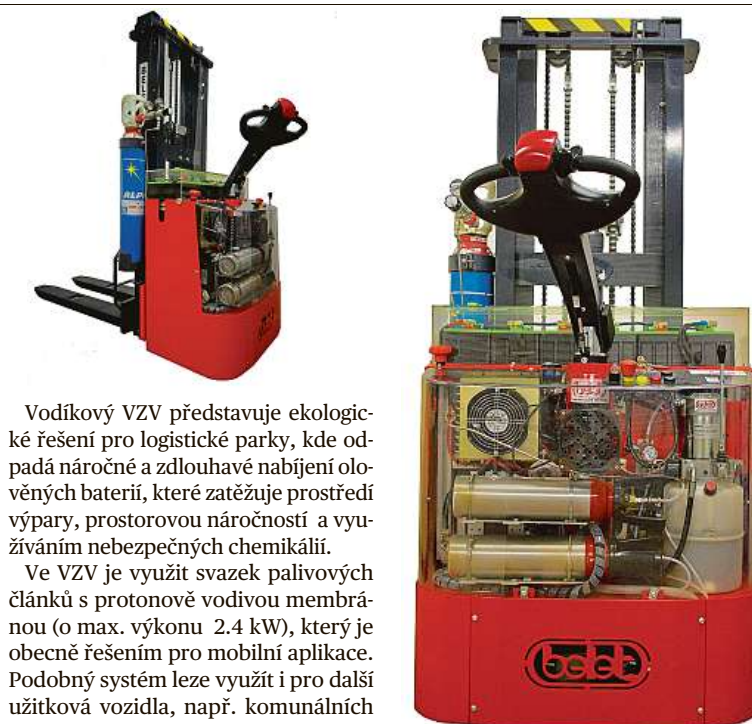 ALP
belet
Vodíkový VZV představuje ekologic-
ké řešení pro logistické parky, kde od-
padá náročné a zdlouhavé nabíjení olo-
věných baterií, které zatěžuje prostředí
výpary, prostorovou náročností a vyu-
žíváním nebezpečných chemikálií.
Ve VZV je využit svazek palivových
článků s protonově vodivou membrá-
nou (o max. výkonu 2.4 kW), který je
obecně řešením pro mobilní aplikace.
Podobný systém leze využít i pro další
užitková vozidla, např. komunálních